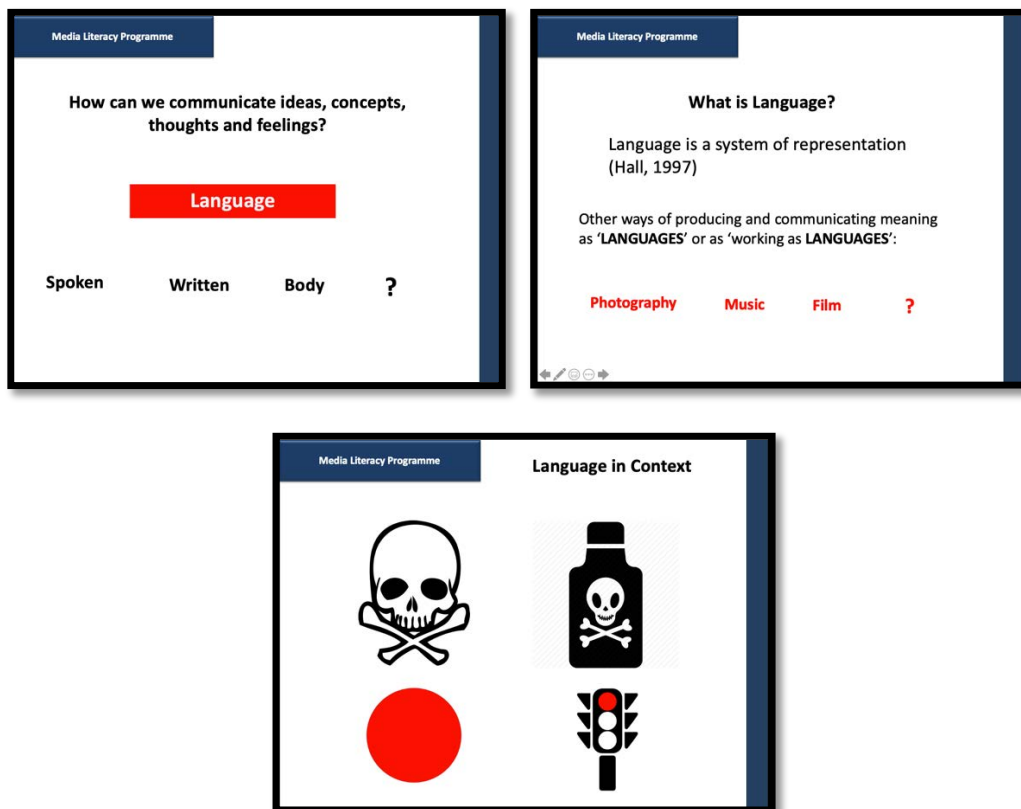 Media Literacy Programme
How can we communicate ideas, concepts,
thoughts and feelings?
Language
Spoken Written Body ?
Media Literacy Programme
What is Language?
Language is a system of representation
(Hall, 1997)
Other ways of producing and communicating meaning
as ‘LANGUAGES’ or as ‘working as LANGUAGES’:
Photography Music Film ?
Media Literacy Programme
Language in Context